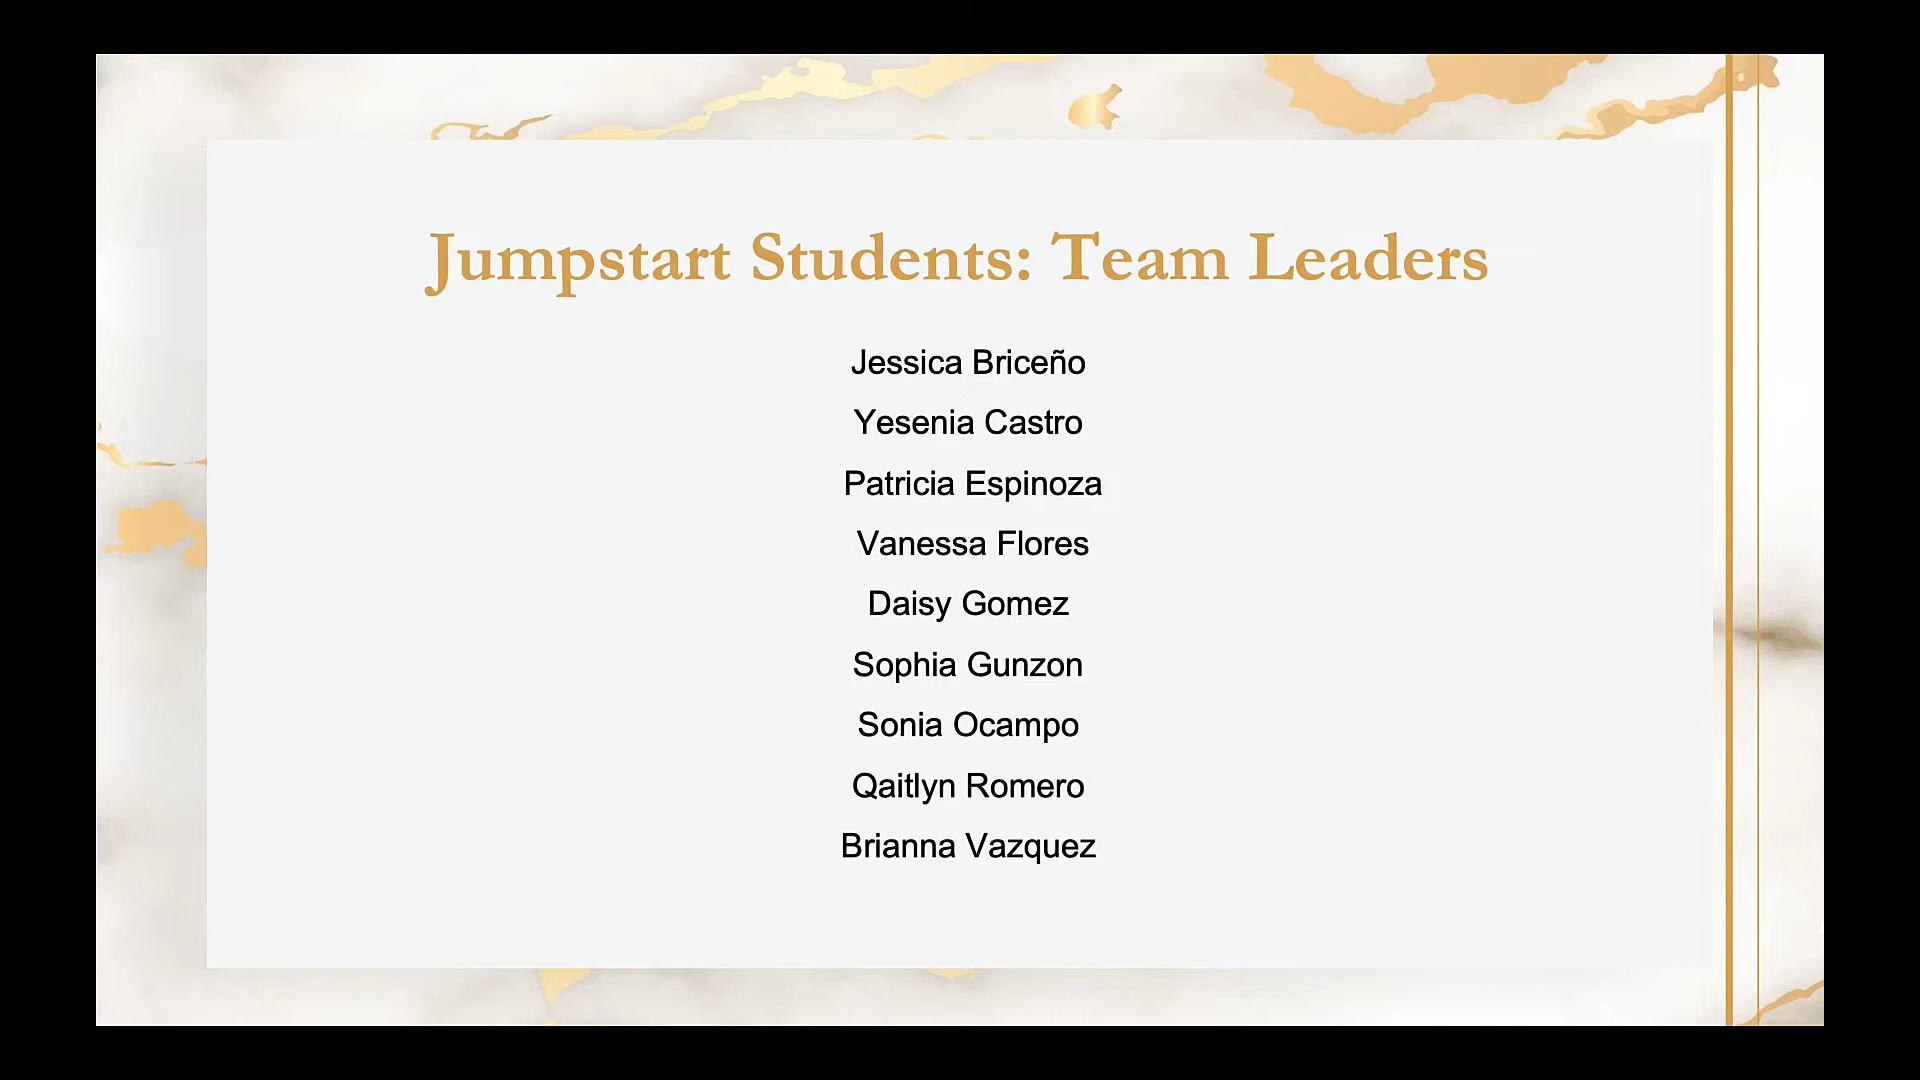 Jumpstart Students: Team Leaders
Jessica Briceño
Yesenia Castro
Patricia Espinoza
Vanessa Flores
Daisy Gomez
Sophia Gunzon
Sonia Ocampo
Qaitlyn Romero
Brianna Vazquez